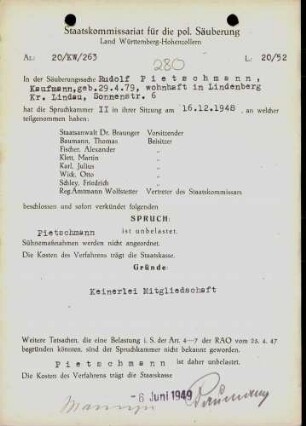 Staatskommissariat für die pol. Säuberung
Land Württemberg-Hohenzollern
Az: 20/KW/263
L. 20/52
280
In der Säuberungssache Rudolf Pietschmann,
Kaufmann, geb.29.4.79, wohnhaft in Lindenberg
Kr. Lindau, Sonnenstr. 6
hat die Spruchkammer II in ihrer Sitzung am 16.12.1948, an welcher
teilgenommen haben:
Staatsanwalt Dr. Braunger Vorsitzender
Baumann, Thomas Beisitzer
Fischer, Alexander "
Klett, Martin "
Karl, Julius "
Wick, Otto "
Schley, Friedrich "
Reg.Amtmann Wolfstetter Vertreter des Staatskommissars
beschlossen und sofort verkündet folgenden
SPRUCH:
Pietschmann ist unbelastet.
Sühnemaßnahmen werden nicht angeordnet.
Die Kosten des Verfahrens trägt die Staatskasse.
Gründe:
Keinerlei Mitgliedschaft
Weitere Tatsachen, die eine Belastung i. S. der Art. 4-7 der RAO vom 25. 4. 47
begründen könnten, sind der Spruchkammer nicht bekannt geworden.
Pietschmann ist daher unbelastet.
Die Kosten des Verfahrens trägt die Staatskasse
- 8 Juni 1949